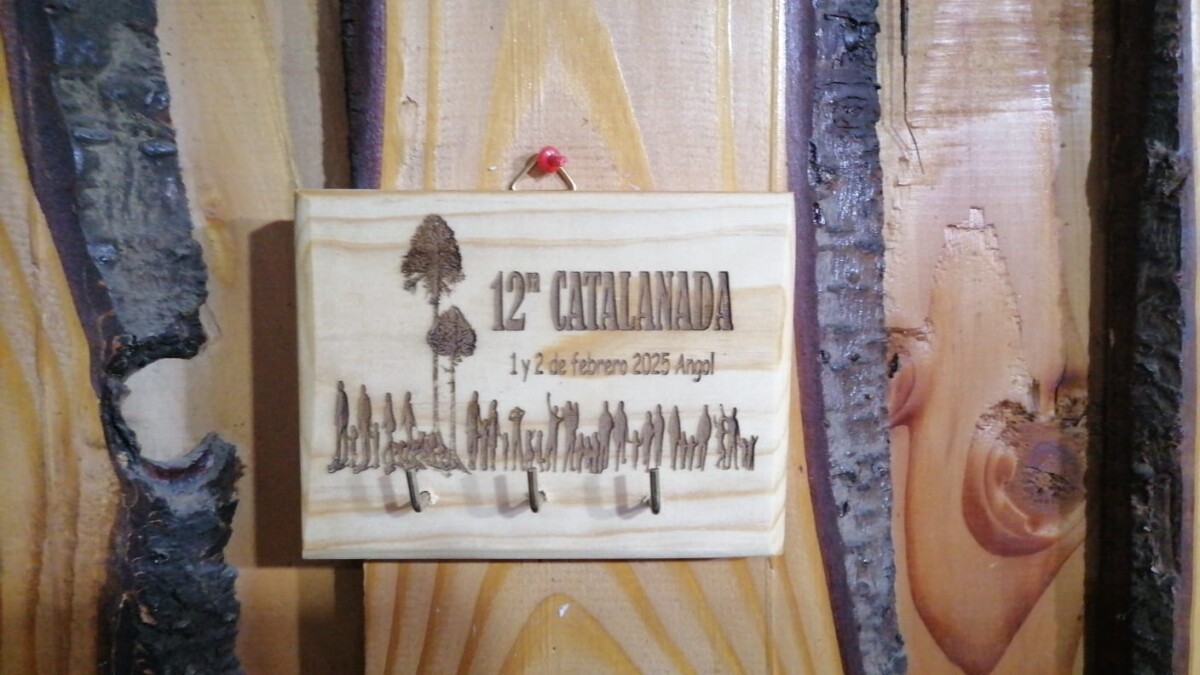 12ª CATALANADA
1 y 2 de febrero 2025 Angol